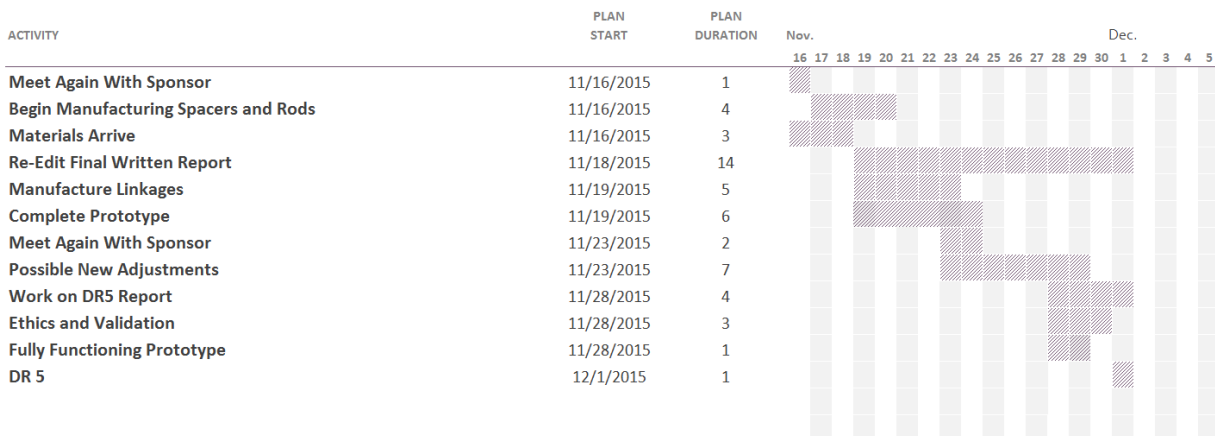 PLAN PLAN
ACTIVITY START DURATION Nov. Dec.
16 17 18 19 20 21 22 23 24 25 26 27 28 29 30 1 2 3 4 5
Meet Again With Sponsor 11/16/2015 1
Begin Manufacturing Spacers and Rods 11/16/2015 4
Materials Arrive 11/16/2015 3
Re-Edit Final Written Report 11/18/2015 14
Manufacture Linkages 11/19/2015 5
Complete Prototype 11/19/2015 6
Meet Again With Sponsor 11/23/2015 2
Possible New Adjustments 11/23/2015 7
Work on DR5 Report 11/28/2015 4
Ethics and Validation 11/28/2015 3
Fully Functioning Prototype 11/28/2015 1
DR 5 12/1/2015 1